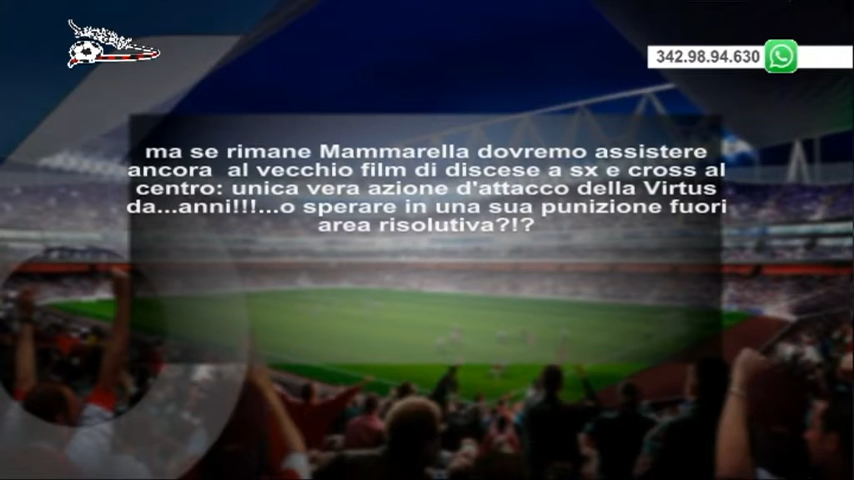 342.98.94.630
ma se rimane Mammarella dovremo assistere
ancora al vecchio film di discese a sx e cross al
centro: unica vera azione d'attacco della Virtus
da...anni!!!...o sperare in una sua punizione fuori
area risolutiva?!?